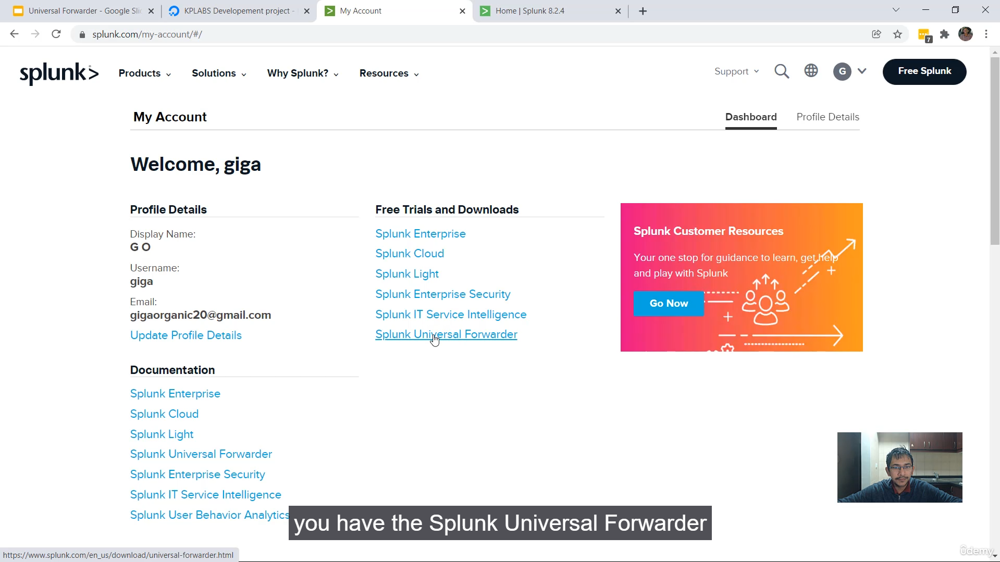 Universal Forwarder - Google Sli
KPLABS Developement project -
My Account
Home | Splunk 8.2.4
splunk.com/my-account/#/
7
splunk>
Products
Solutions
Why Splunk?
Resources
Support
G
Free Splunk
My Account
Dashboard
Profile Details
Welcome, giga
Profile Details
Display Name:
G O
Username:
giga
Email:
gigaorganic20@gmail.com
Update Profile Details
Free Trials and Downloads
Splunk Enterprise
Splunk Cloud
Splunk Light
Splunk Enterprise Security
Splunk IT Service Intelligence
Splunk Universal Forwarder
Splunk Customer Resources
Your one stop for guidance to learn, get help
and play with Splunk
Go Now
Documentation
Splunk Enterprise
Splunk Cloud
Splunk Light
Splunk Universal Forwarder
Splunk Enterprise Security
Splunk IT Service Intelligence
Splunk User Behavior Analytics
you have the Splunk Universal Forwarder
https://www.splunk.com/en_us/download/universal-forwarder.html
ûdemy